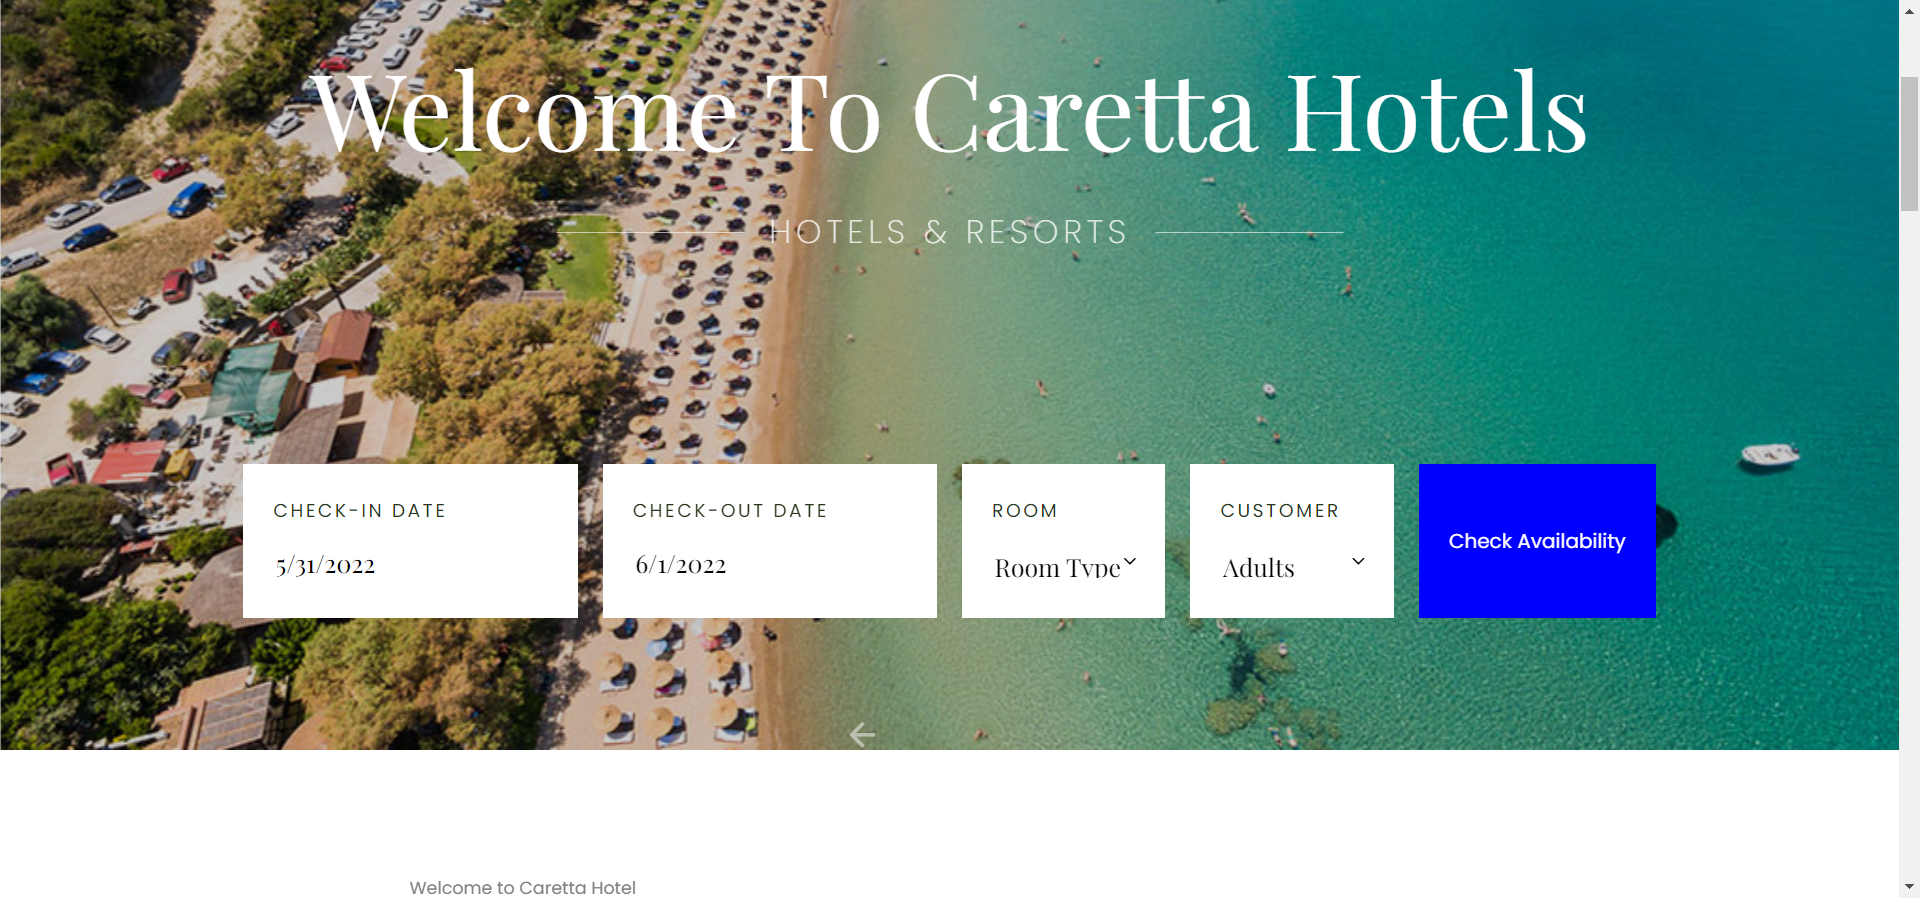 Welcome To Caretta Hotels
HOTELS & RESORTS
CHECK-IN DATE
5/31/2022
CHECK-OUT DATE
6/1/2022
ROOM
Room Type
CUSTOMER
Adults
Check Availability
Welcome to Caretta Hotel